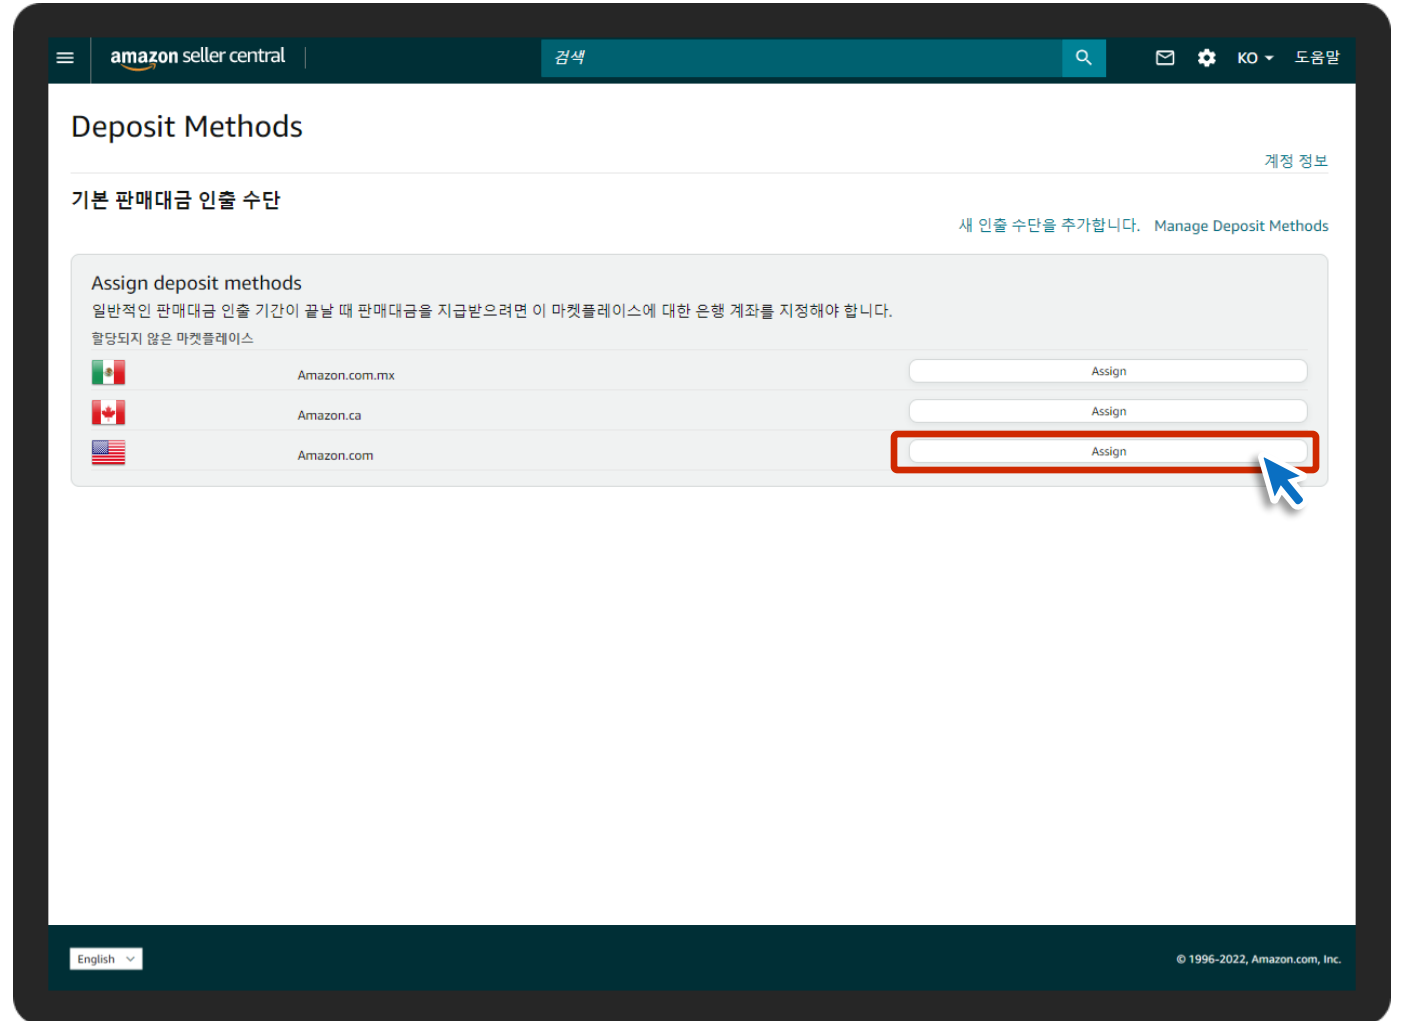 amazon seller central
검색
KO
도움말
Deposit Methods
계정 정보
기본 판매대금 인출 수단
새 인출 수단을 추가합니다. Manage Deposit Methods
Assign deposit methods
일반적인 판매대금 인출 기간이 끝날 때 판매대금을 지급받으려면 이 마켓플레이스에 대한 은행 계좌를 지정해야 합니다.
할당되지 않은 마켓플레이스
Amazon.com.mx
Assign
Amazon.ca
Assign
Amazon.com
Assign
English
© 1996-2022, Amazon.com, Inc.